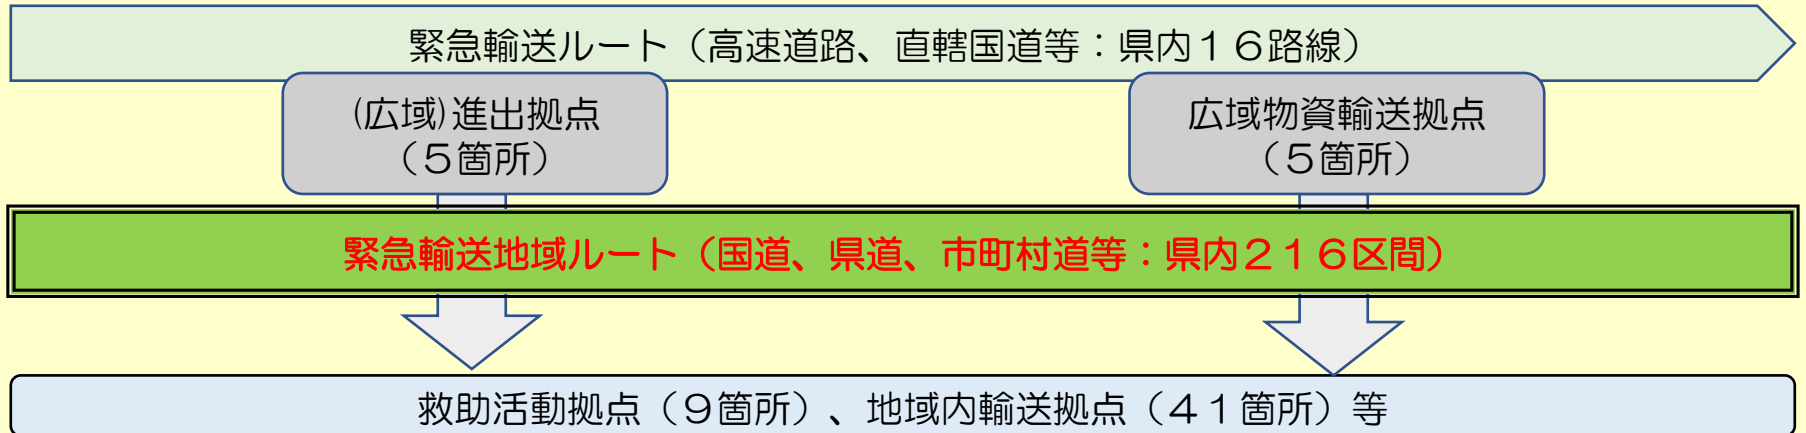 緊急輸送ルート（高速道路、直轄国道等：県内１６路線）
(広域)進出拠点
（５箇所）
広域物資輸送拠点
（５箇所）
緊急輸送地域ルート（国道、県道、市町村道等：県内２１６区間）
救助活動拠点（９箇所）、地域内輸送拠点（４１箇所）等